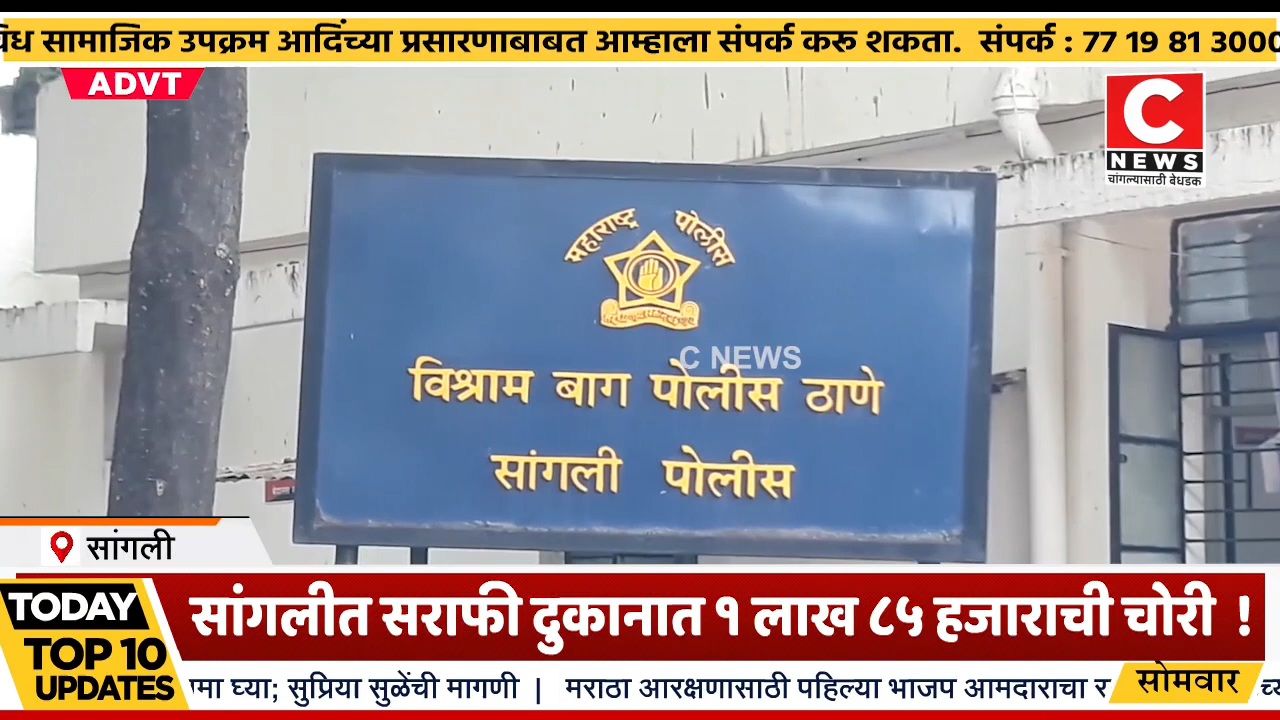 सामाजिक उपक्रम आदिंच्या प्रसारणाबाबत आम्हाला संपर्क करू शकता. संपर्क : 77 19 81 3000
ADVT
C
NEWS
चांगल्यासाठी बेधडक
महाराष्ट्र पोलीस
C NEWS
विश्राम बाग पोलीस ठाणे
सांगली पोलीस
सांगली
TODAY
TOP 10
UPDATES
सांगलीत सराफी दुकानात १ लाख ८५ हजाराची चोरी !
घ्या; सुप्रिया सुळेंची मागणी | मराठा आरक्षणासाठी पहिल्या भाजप आमदाराचा
सोमवार